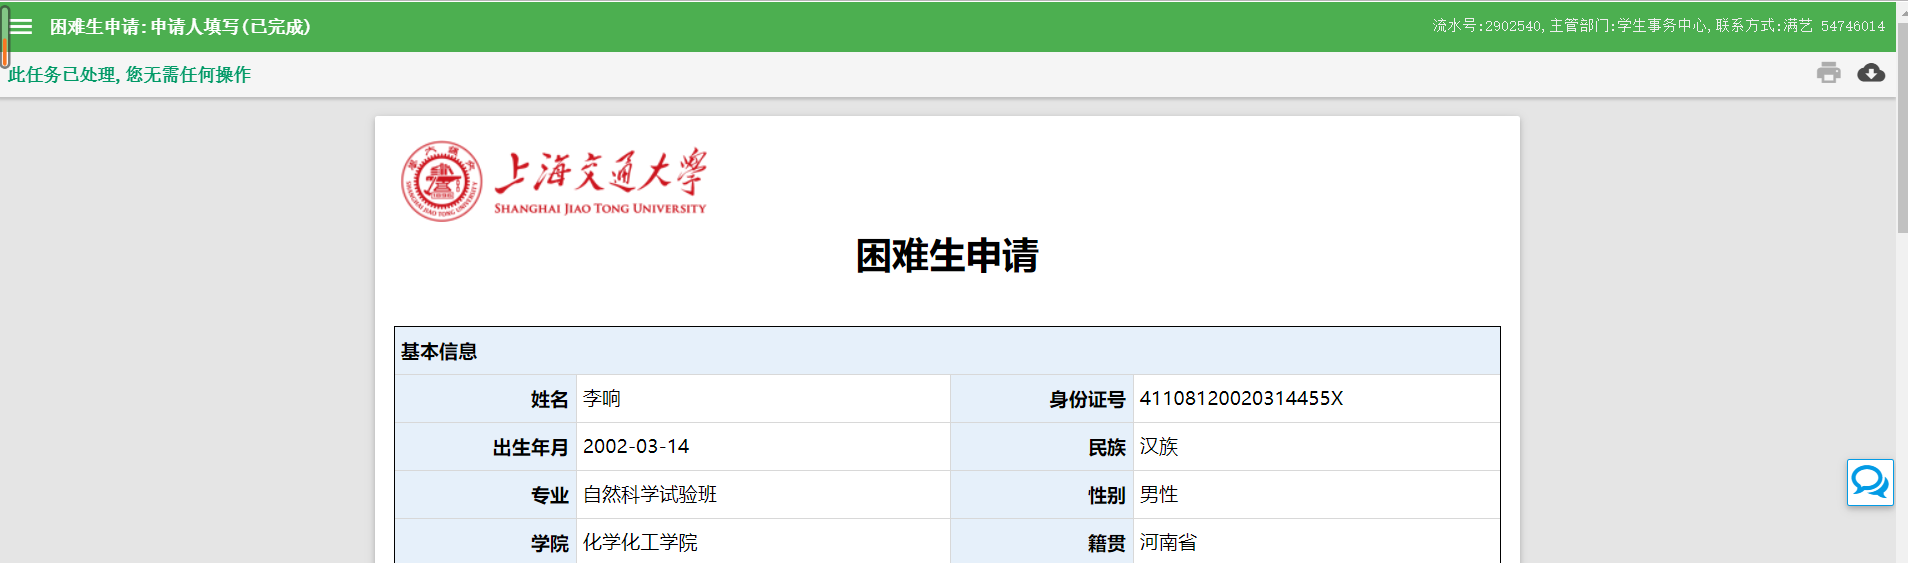 困难生申请:申请人填写(已完成)
流水号:2902540,主管部门:学生事务中心,联系方式:满艺 54746014
此任务已处理,您无需任何操作
上海交通大学
SHANGHAI JIAO TONG UNIVERSITY
困难生申请
基本信息
姓名 李响 身份证号 41108120020314455X
出生年月 2002-03-14 民族 汉族
专业 自然科学试验班 性别 男性
学院 化学化工学院 籍贯 河南省